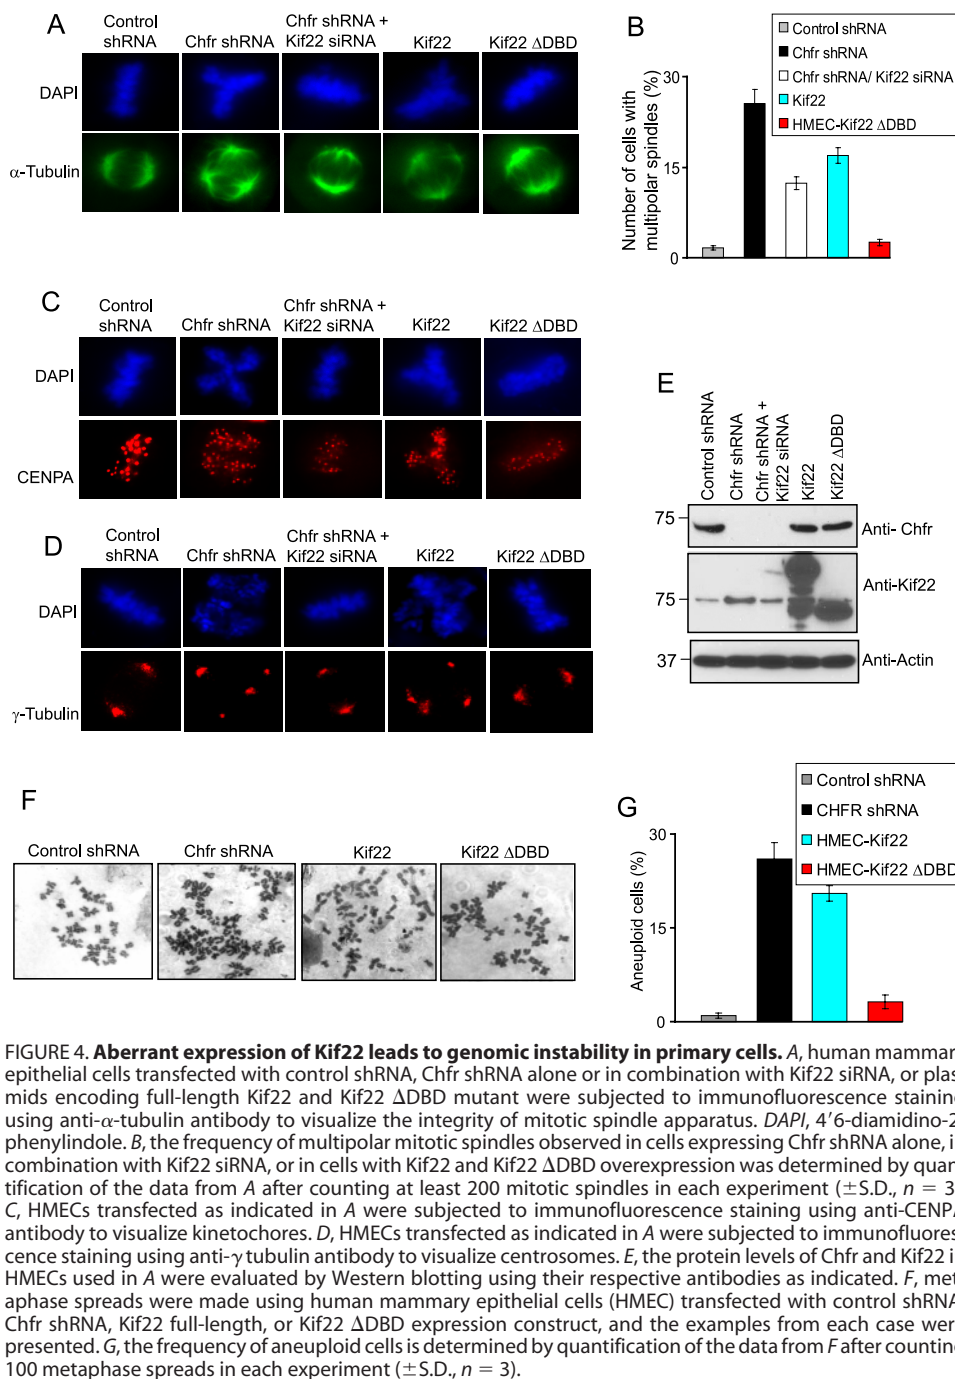 A
Control
shRNA
Chfr shRNA
Chfr shRNA +
Kif22 siRNA
Kif22
Kif22 ΔDBD
DAPI
α-Tubulin
B
Control shRNA
Chfr shRNA
Chfr shRNA/ Kif22 siRNA
Kif22
HMEC-Kif22 ΔDBD
Number of cells with
multipolar spindles (%)
30
15
0
C
Control
shRNA
Chfr shRNA
Chfr shRNA +
Kif22 siRNA
Kif22
Kif22 ΔDBD
DAPI
CENPA
D
Control
shRNA
Chfr shRNA
Chfr shRNA +
Kif22 siRNA
Kif22
Kif22 ΔDBD
DAPI
γ-Tubulin
E
Control shRNA
Chfr shRNA
Chfr shRNA +
Kif22 siRNA
Kif22
Kif22 ΔDBD
75
Anti- Chfr
75
Anti-Kif22
37
Anti-Actin
F
Control shRNA
Chfr shRNA
Kif22
Kif22 ΔDBD
G
Control shRNA
CHFR shRNA
HMEC-Kif22
HMEC-Kif22 ΔDBD
Aneuploid cells (%)
30
15
0
FIGURE 4. Aberrant expression of Kif22 leads to genomic instability in primary cells. A, human mammar
epithelial cells transfected with control shRNA, Chfr shRNA alone or in combination with Kif22 siRNA, or plas
mids encoding full-length Kif22 and Kif22 ΔDBD mutant were subjected to immunofluorescence staining
using anti-α-tubulin antibody to visualize the integrity of mitotic spindle apparatus. DAPI, 4′6-diamidino-2
phenylindole. B, the frequency of multipolar mitotic spindles observed in cells expressing Chfr shRNA alone, i
combination with Kif22 siRNA, or in cells with Kif22 and Kif22 ΔDBD overexpression was determined by quan
tification of the data from A after counting at least 200 mitotic spindles in each experiment (±S.D., n = 3
C, HMECs transfected as indicated in A were subjected to immunofluorescence staining using anti-CENPA
antibody to visualize kinetochores. D, HMECs transfected as indicated in A were subjected to immunofluores
cence staining using anti-γ tubulin antibody to visualize centrosomes. E, the protein levels of Chfr and Kif22 i
HMECs used in A were evaluated by Western blotting using their respective antibodies as indicated. F, met
aphase spreads were made using human mammary epithelial cells (HMEC) transfected with control shRNA
Chfr shRNA, Kif22 full-length, or Kif22 ΔDBD expression construct, and the examples from each case were
presented. G, the frequency of aneuploid cells is determined by quantification of the data from F after counting
100 metaphase spreads in each experiment (±S.D., n = 3).